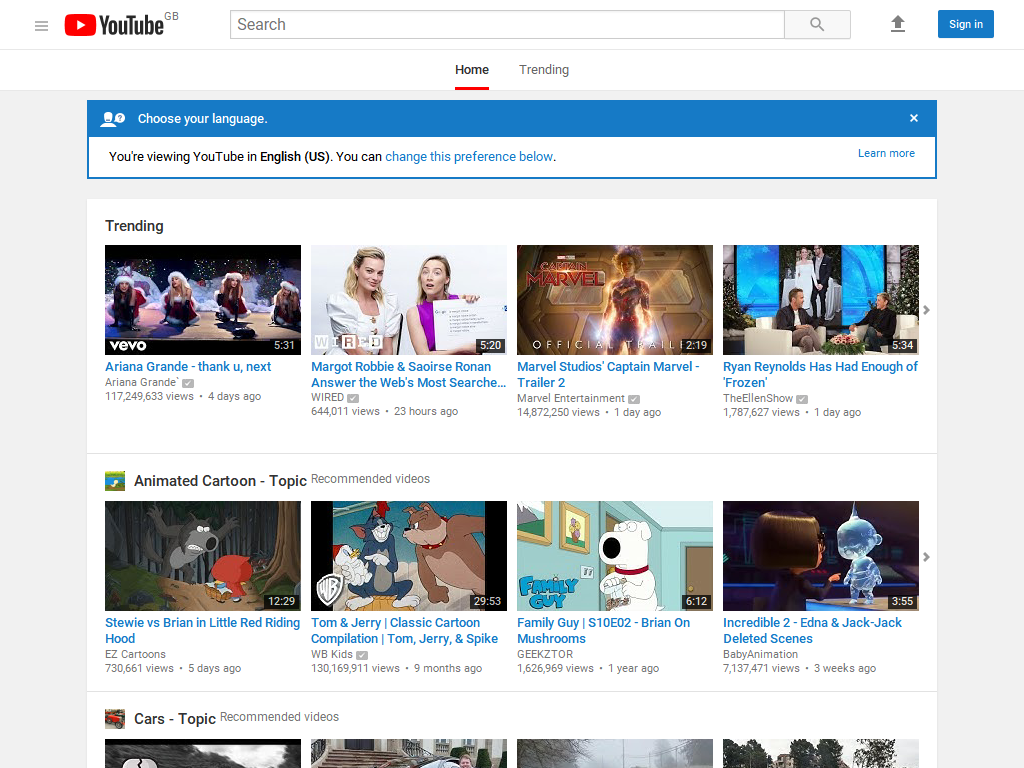 YouTube GB
Search
Sign in
Home
Trending
Choose your language.
×
You're viewing YouTube in English (US). You can change this preference below.
Learn more
Trending
vevo
5:31
Ariana Grande - thank u, next
Ariana Grande`
117,249,633 views • 4 days ago
WIRED
5:20
Margot Robbie & Saoirse Ronan
Answer the Web's Most Searche...
WIRED
644,011 views • 23 hours ago
CAPTAIN
MARVEL
OFFICIAL TRAIL
2:19
Marvel Studios' Captain Marvel -
Trailer 2
Marvel Entertainment
14,872,250 views • 1 day ago
5:34
Ryan Reynolds Has Had Enough of
'Frozen'
TheEllenShow
1,787,627 views • 1 day ago
Animated Cartoon - Topic Recommended videos
12:29
Stewie vs Brian in Little Red Riding
Hood
EZ Cartoons
730,661 views • 5 days ago
WB
29:53
Tom & Jerry | Classic Cartoon
Compilation | Tom, Jerry, & Spike
WB Kids
130,169,911 views • 9 months ago
FAMILY
GUY
6:12
Family Guy | S10E02 - Brian On
Mushrooms
GEEKZTOR
1,626,969 views • 1 year ago
3:55
Incredible 2 - Edna & Jack-Jack
Deleted Scenes
BabyAnimation
7,137,471 views • 3 weeks ago
Cars - Topic Recommended videos